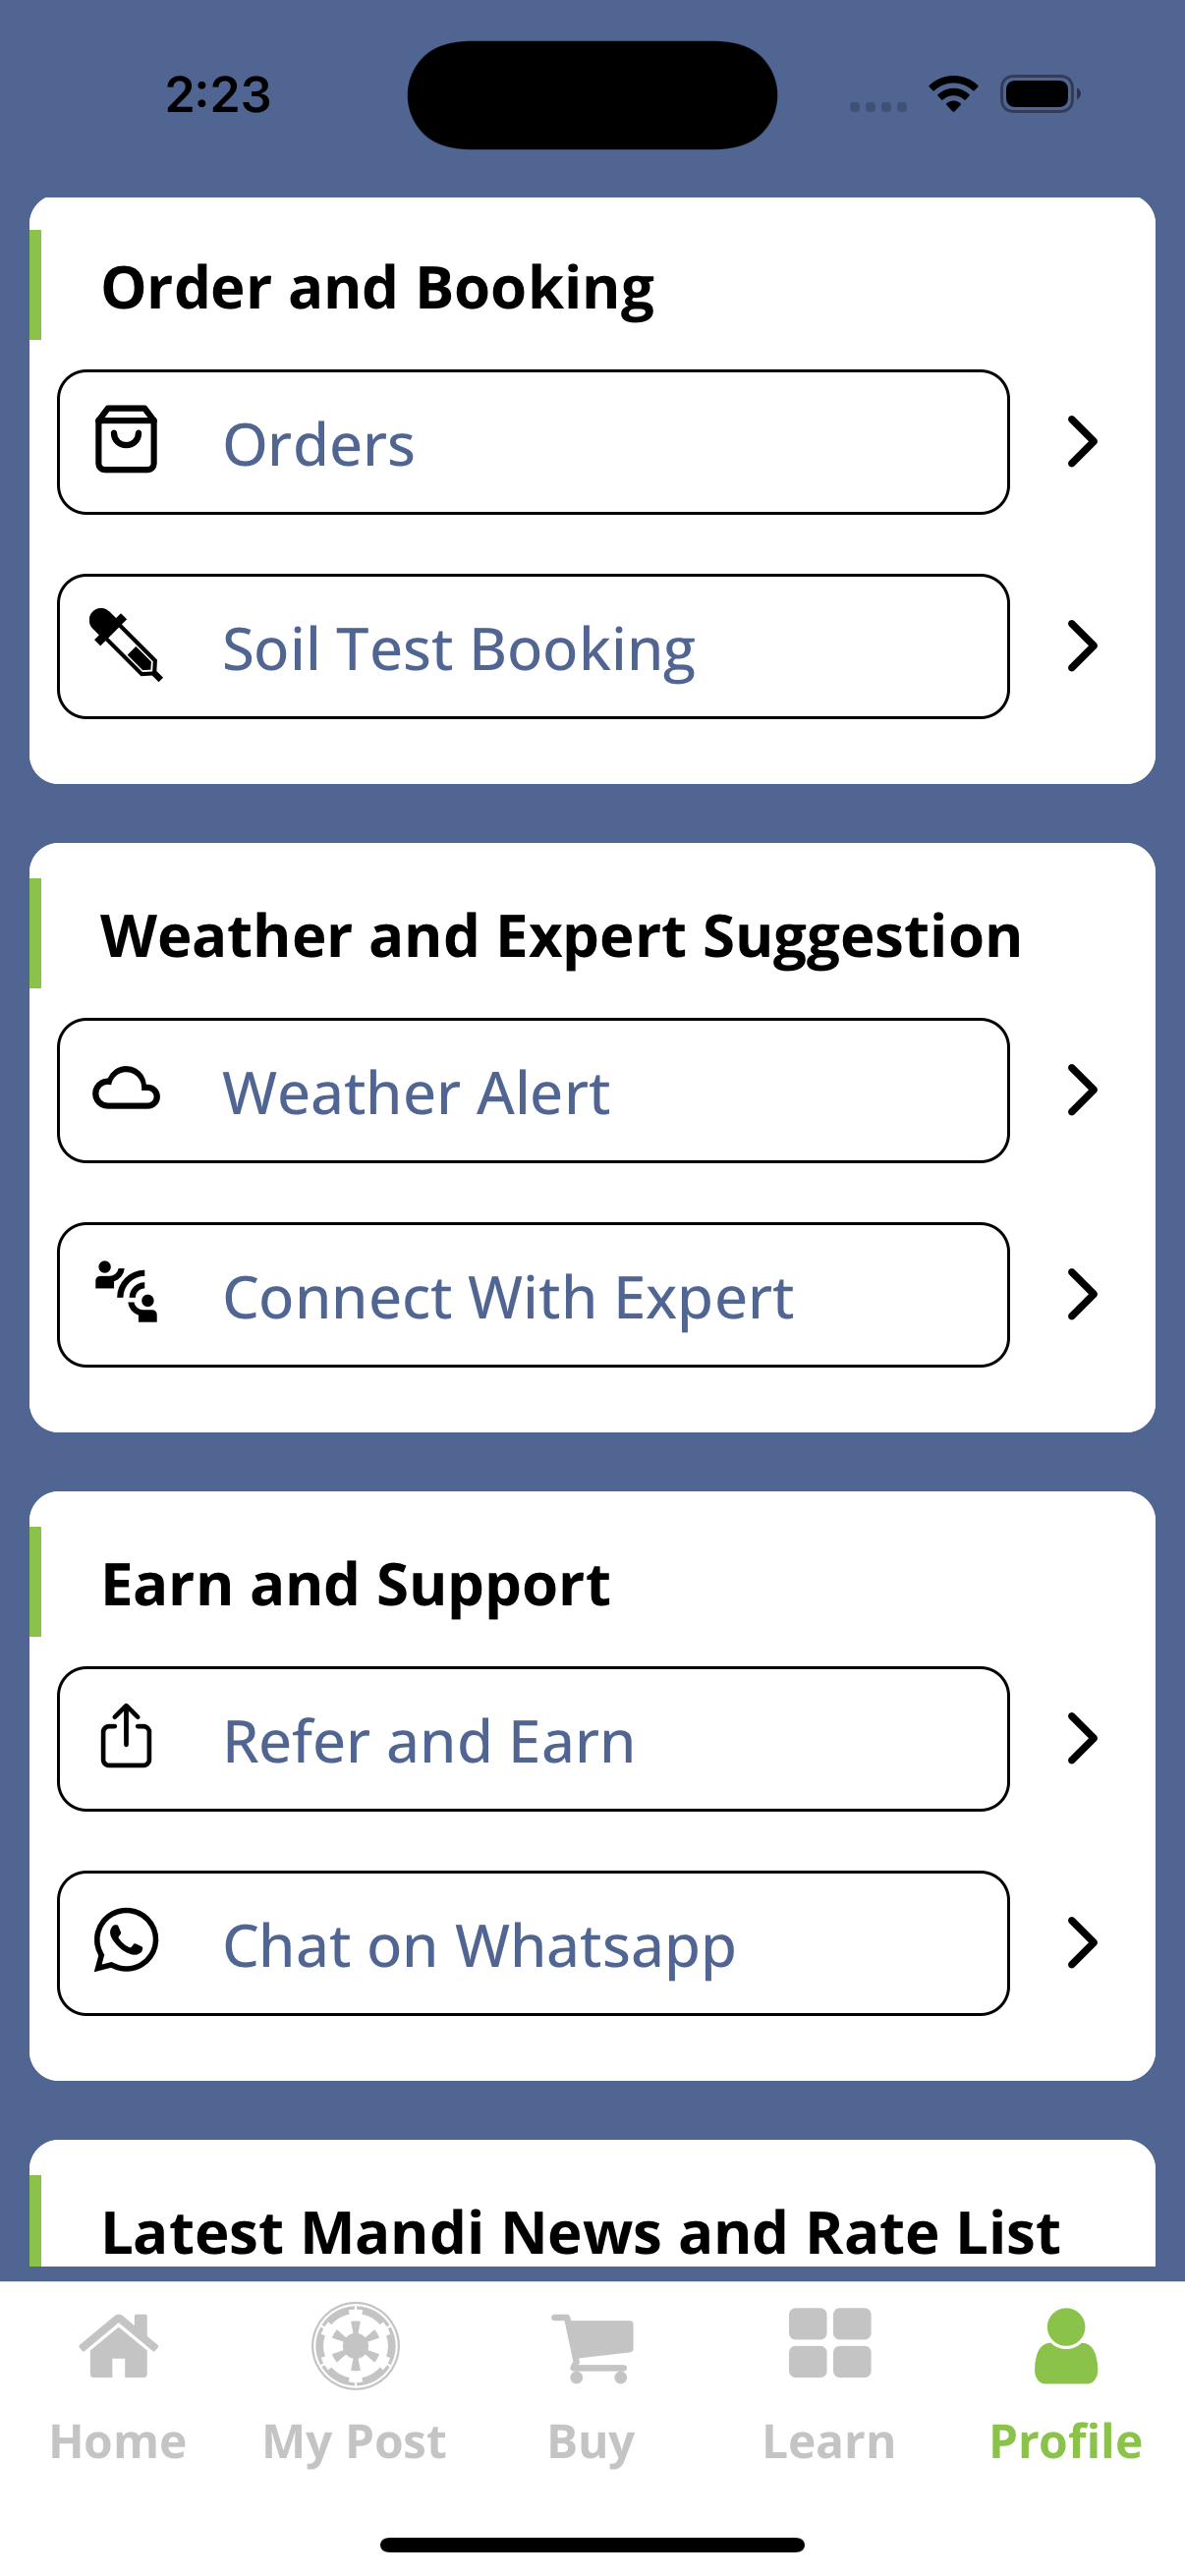 2:23
Order and Booking
Orders
Soil Test Booking
Weather and Expert Suggestion
Weather Alert
Connect With Expert
Earn and Support
Refer and Earn
Chat on Whatsapp
Latest Mandi News and Rate List
Home My Post Buy Learn Profile